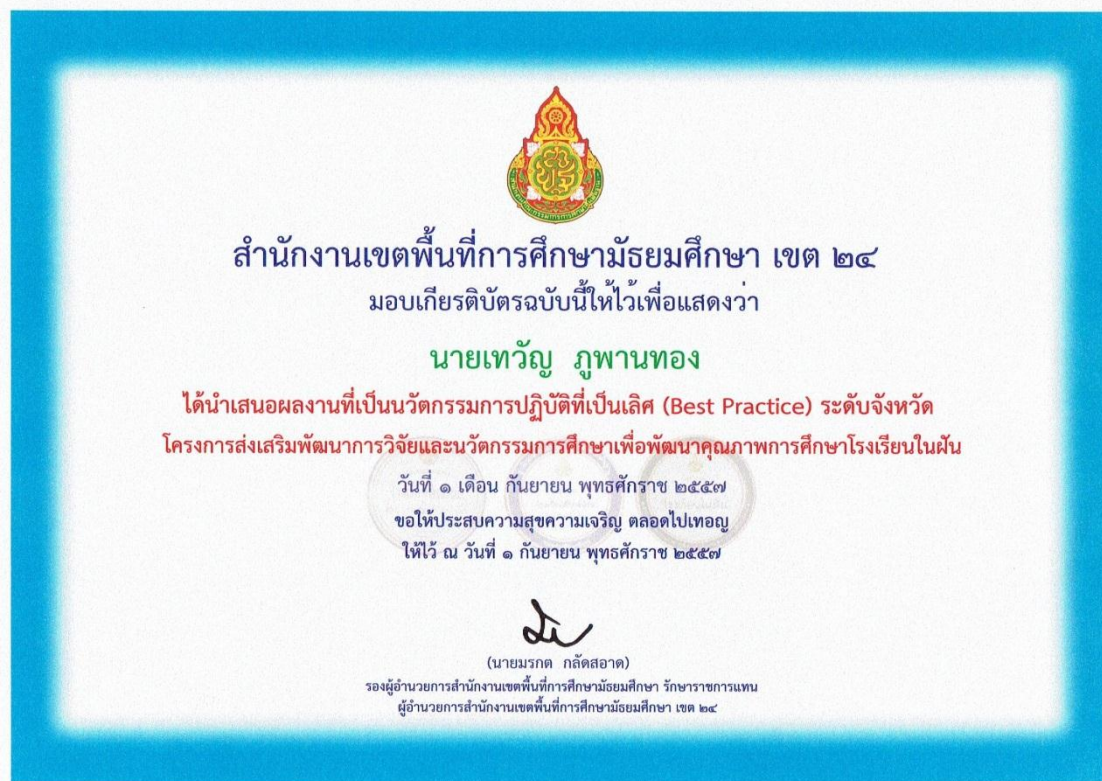 สำนักงานเขตพื้นที่การศึกษามัธยมศึกษา เขต ๒๔
มอบเกียรติบัตรฉบับนี้ให้ไว้เพื่อแสดงว่า
นายเทวัญ ภูพานทอง
ได้นำเสนอผลงานที่เป็นนวัตกรรมการปฏิบัติที่เป็นเลิศ (Best Practice) ระดับจังหวัด
โครงการส่งเสริมพัฒนาการวิจัยและนวัตกรรมการศึกษาเพื่อพัฒนาคุณภาพการศึกษาโรงเรียนในฝัน
วันที่ ๑ เดือน กันยายน พุทธศักราช ๒๕๕๗
ขอให้ประสบความสุขความเจริญ ตลอดไปเทอญ
ให้ไว้ ณ วันที่ ๑ กันยายน พุทธศักราช ๒๕๕๗
(นายมรกต กลัดสอาด)
รองผู้อำนวยการสำนักงานเขตพื้นที่การศึกษามัธยมศึกษา รักษาราชการแทน
ผู้อำนวยการสำนักงานเขตพื้นที่การศึกษามัธยมศึกษา เขต ๒๔